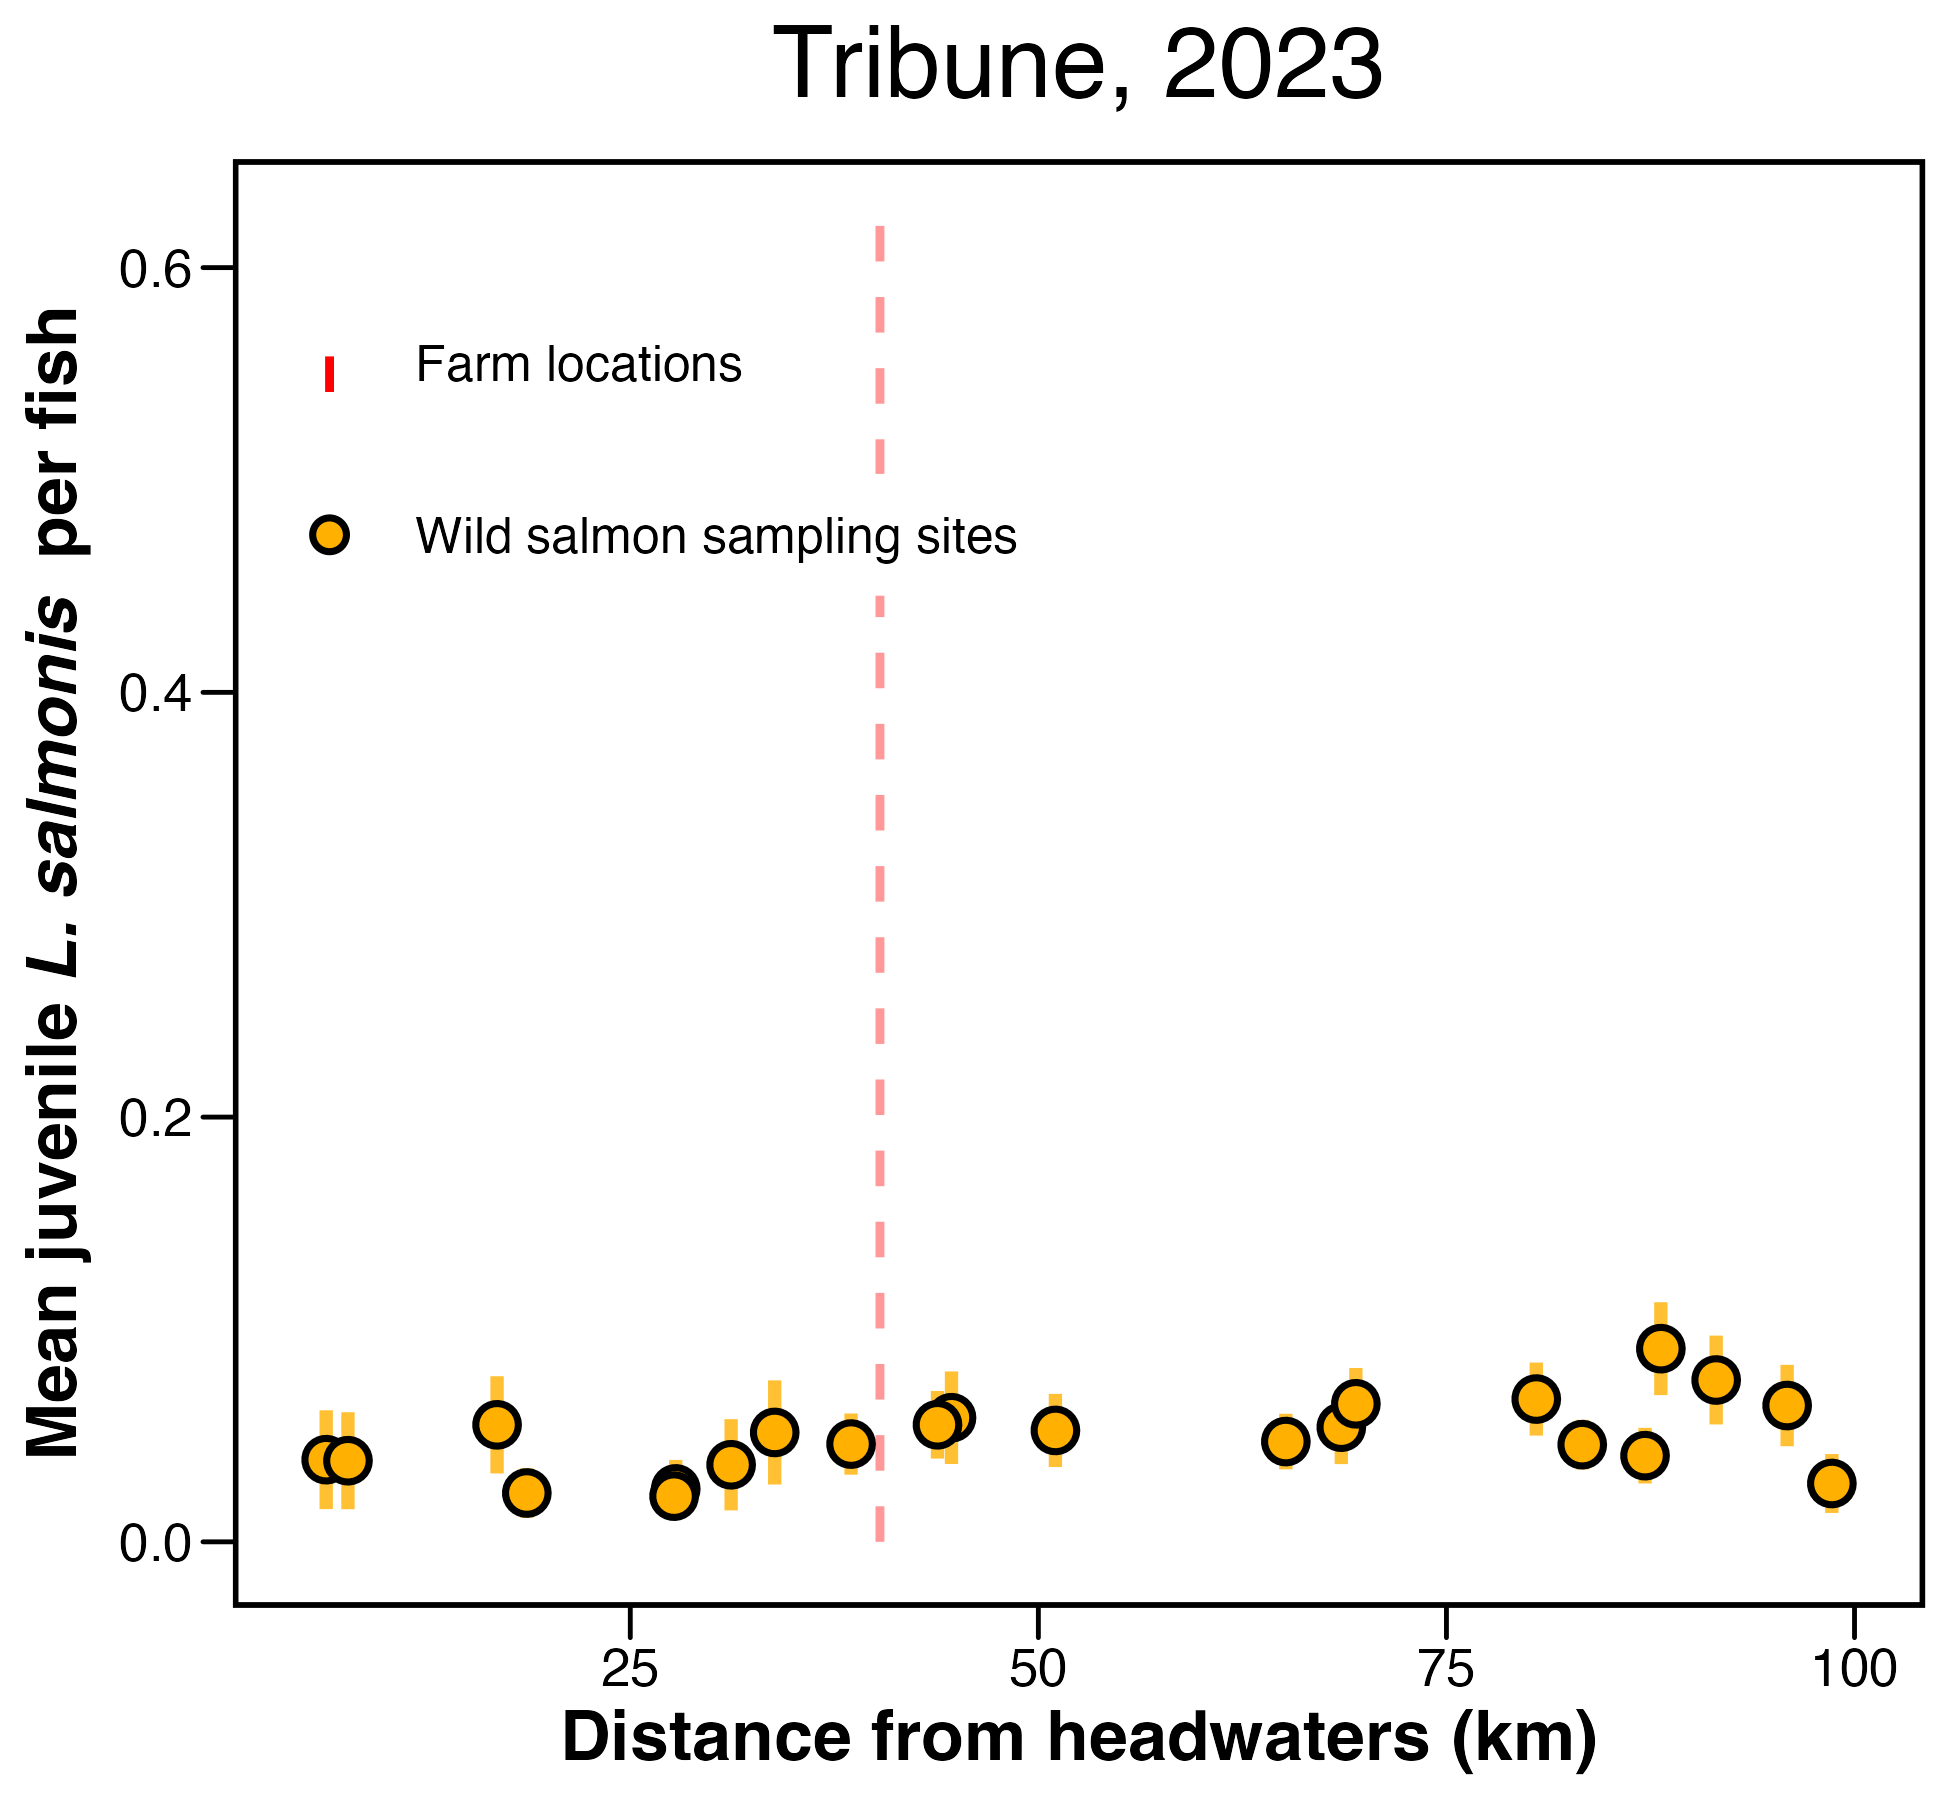 Tribune, 2023
Mean juvenile L. salmonis per fish
0.6
0.4
0.2
0.0
Farm locations
Wild salmon sampling sites
25 50 75 100
Distance from headwaters (km)